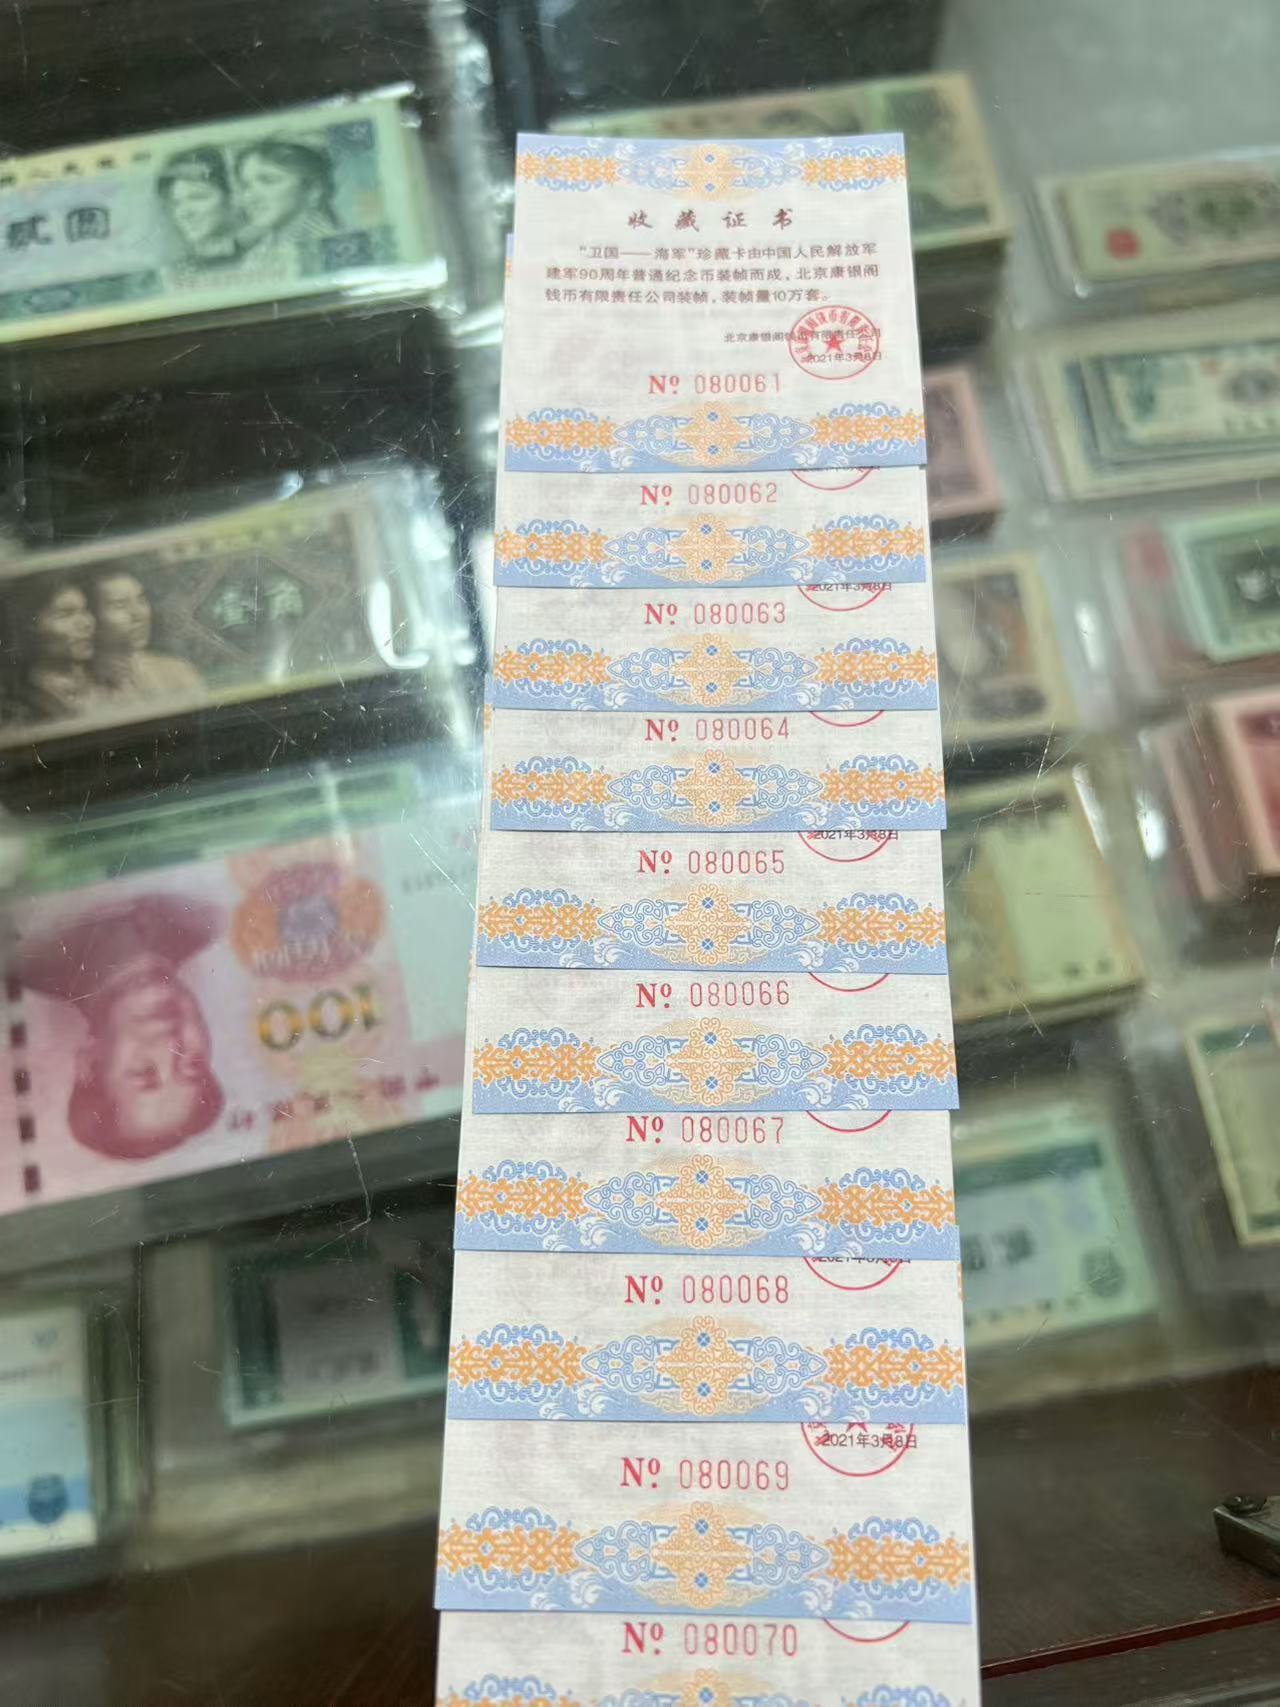 收藏证书
“卫国——海军”珍藏卡由中国人民解放军
建军90周年普通纪念币装帧而成，北京康银阁
钱币有限责任公司装帧，装帧量10万套。
北京康银阁钱币有限责任公司
2021年3月8日
Nº 080061
Nº 080062
2021年3月8日
Nº 080063
Nº 080064
2021年3月8日
Nº 080065
Nº 080066
Nº 080067
Nº 080068
2021年3月8日
Nº 080069
Nº 080070
贰圆
壹角
100